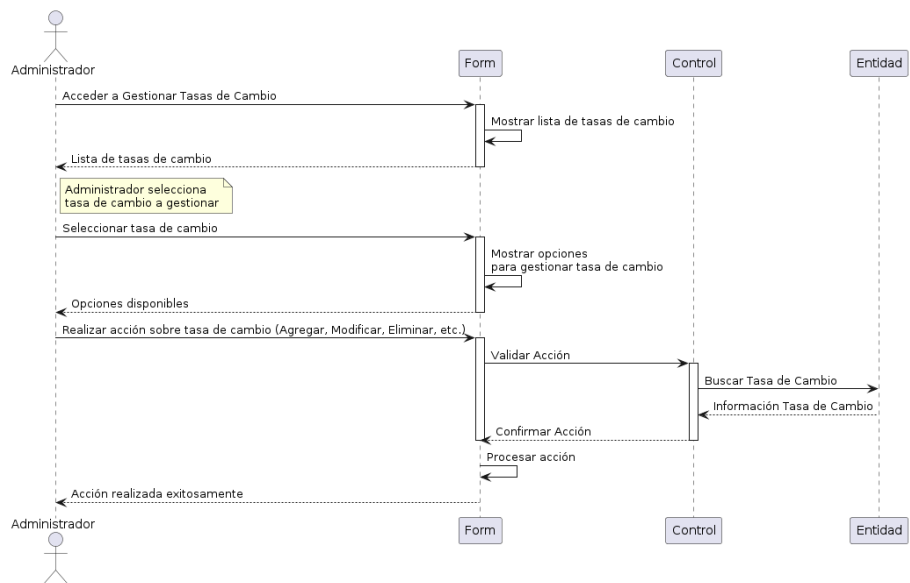 Administrador
Form
Control
Entidad
Acceder a Gestionar Tasas de Cambio
Mostrar lista de tasas de cambio
Lista de tasas de cambio
Administrador selecciona
tasa de cambio a gestionar
Seleccionar tasa de cambio
Mostrar opciones
para gestionar tasa de cambio
Opciones disponibles
Realizar acción sobre tasa de cambio (Agregar, Modificar, Eliminar, etc.)
Validar Acción
Buscar Tasa de Cambio
Información Tasa de Cambio
Confirmar Acción
Procesar acción
Acción realizada exitosamente
Administrador
Form
Control
Entidad